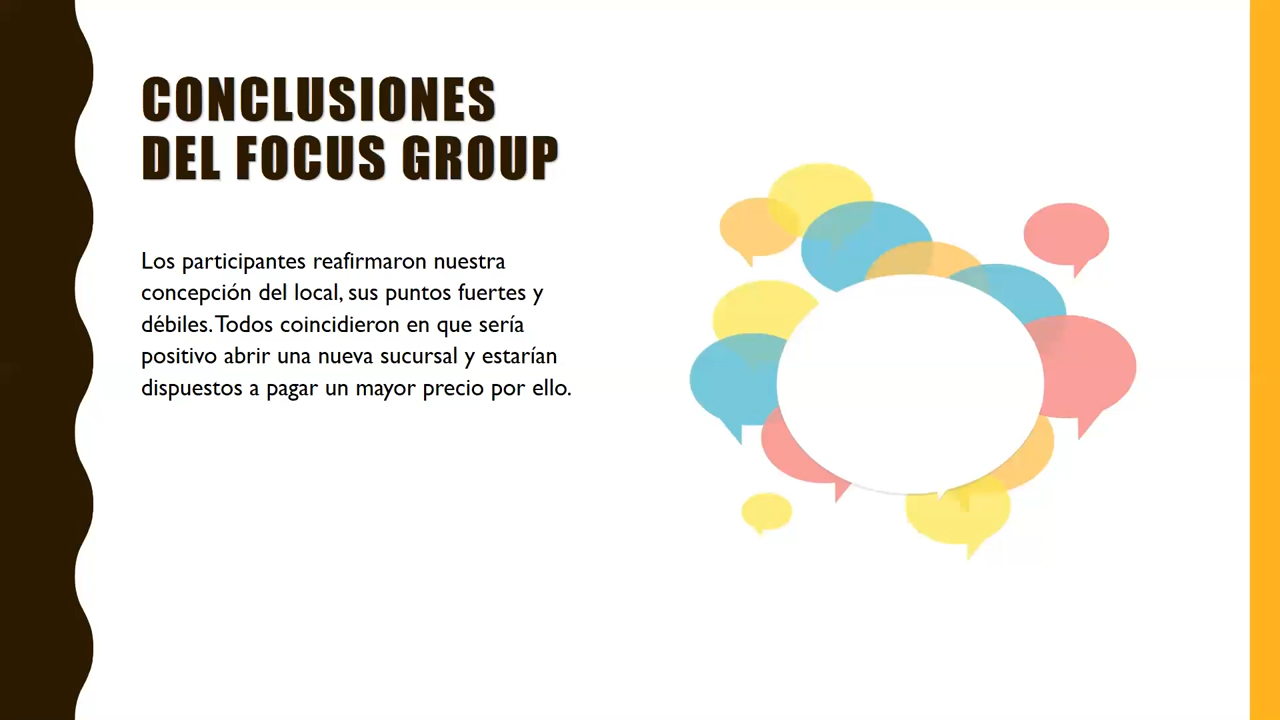 CONCLUSIONES
DEL FOCUS GROUP
Los participantes reafirmaron nuestra
concepción del local, sus puntos fuertes y
débiles. Todos coincidieron en que sería
positivo abrir una nueva sucursal y estarían
dispuestos a pagar un mayor precio por ello.